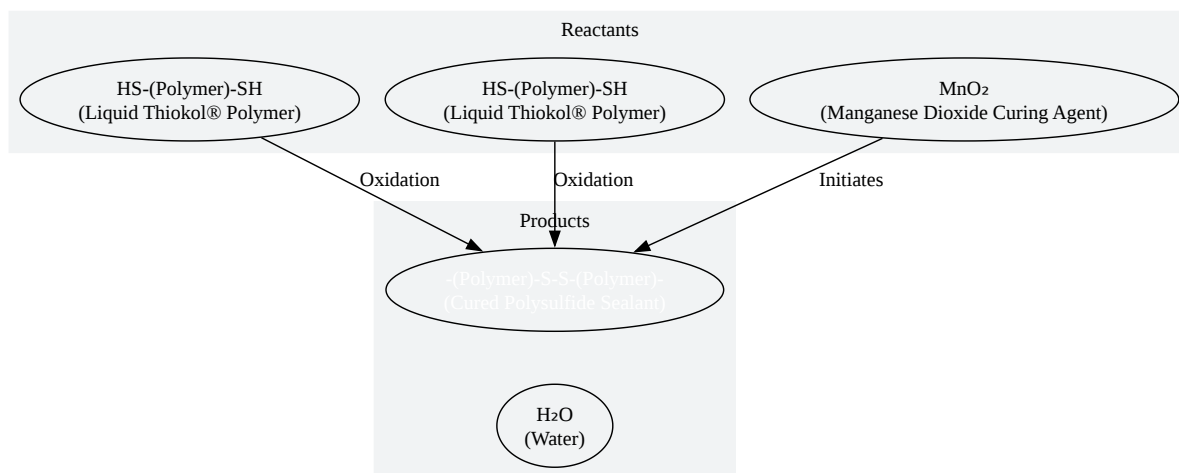 Reactants
HS-(Polymer)-SH
(Liquid Thiokol® Polymer)
HS-(Polymer)-SH
(Liquid Thiokol® Polymer)
MnO₂
(Manganese Dioxide Curing Agent)
Oxidation
Oxidation
Initiates
Products
-(Polymer)-S-S-(Polymer)-
(Cured Polysulfide Sealant)
H₂O
(Water)